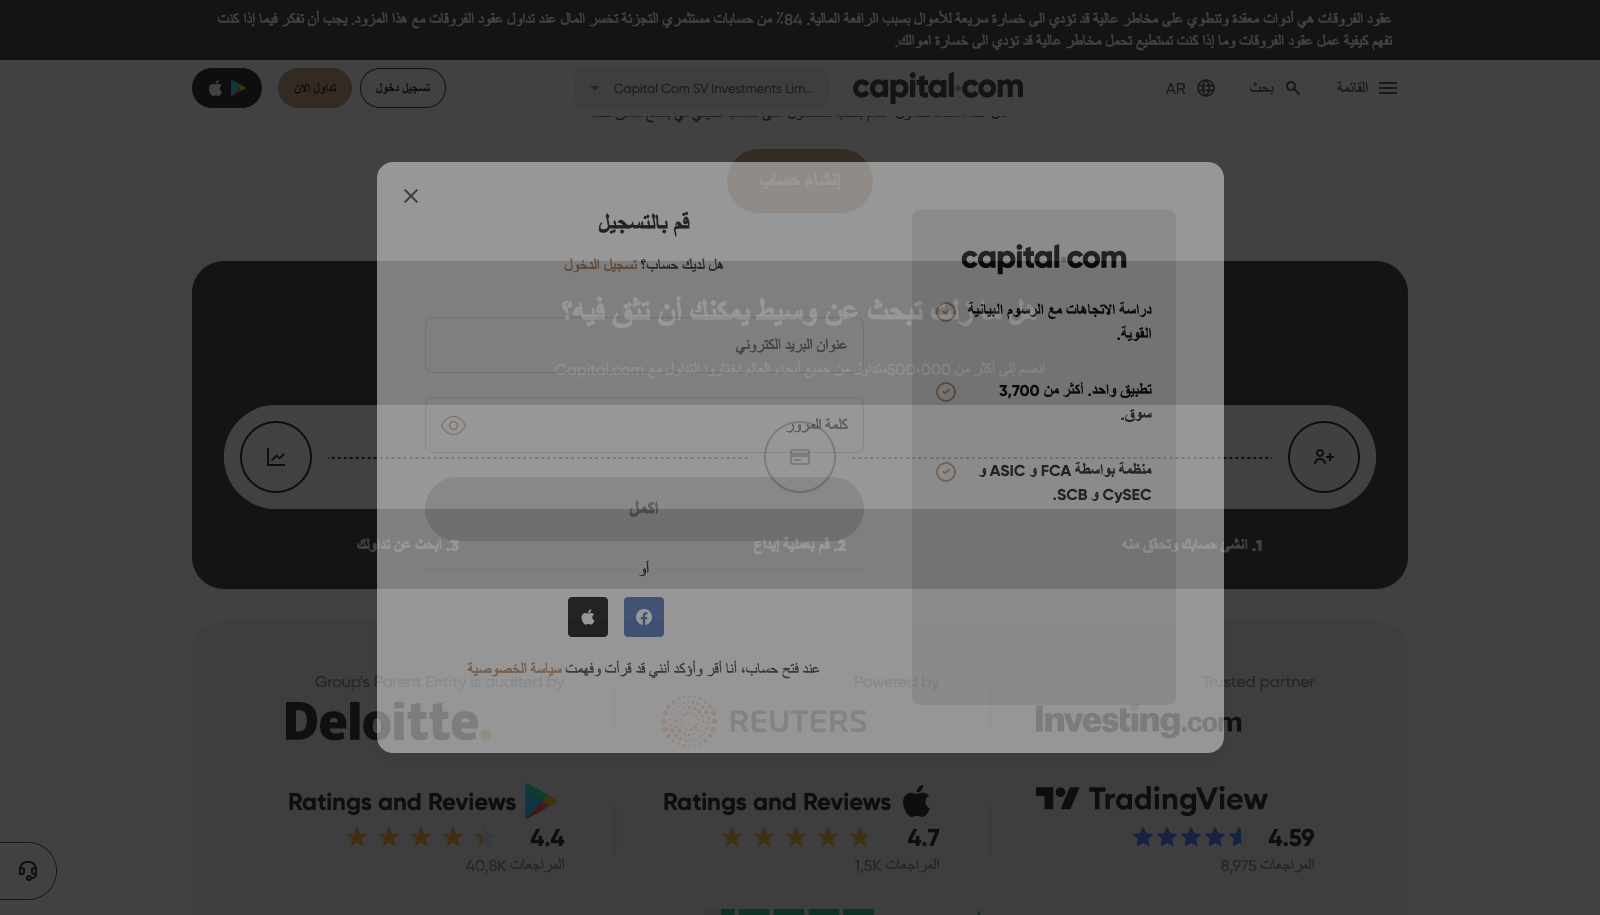 عقود الفروقات هي أدوات معقدة وتنطوي على مخاطر عالية قد تؤدي الى خسارة سريعة للأموال بسبب الرافعة المالية. 84٪ من حسابات مستثمري التجزئة تخسر المال عند تداول عقود الفروقات مع هذا المزود. يجب أن تفكر فيما إذا كنت
تفهم كيفية عمل عقود الفروقات وما إذا كنت تستطيع تحمل مخاطر عالية قد تؤدي الى خسارة اموالك.
القائمة
بحث
AR
capital.com
Capital Com SV Investments Lim...
تسجيل دخول
تداول الآن
إنشاء حساب
قم بالتسجيل
هل لديك حساب؟ تسجيل الدخول
عنوان البريد الكتروني
كلمة المرور
اكمل
أو
عند فتح حساب، أنا أقر وأؤكد أنني قد قرأت وفهمت سياسة الخصوصية
capital.com
دراسة الاتجاهات مع الرسوم البيانية
القوية.
تطبيق واحد. أكثر من 3,700
سوق.
منظمة بواسطة FCA و ASIC و
CySEC و SCB.
هل ما زلت تبحث عن وسيط يمكنك أن تثق فيه؟
انضم إلى أكثر من 500،000متداول من جميع أنحاء العالم اختاروا التداول مع Capital.com
1. انشئ حسابك وتحقق منه
2. قم بعملية إيداع
3. ابحث عن تداولك
Trusted partner
Investing.com
Powered by
REUTERS
Group's Parent Entity is audited by
Deloitte.
TradingView
4.59
8,975 المراجعات
Ratings and Reviews
4.7
1,5K المراجعات
Ratings and Reviews
4.4
40,8K المراجعات